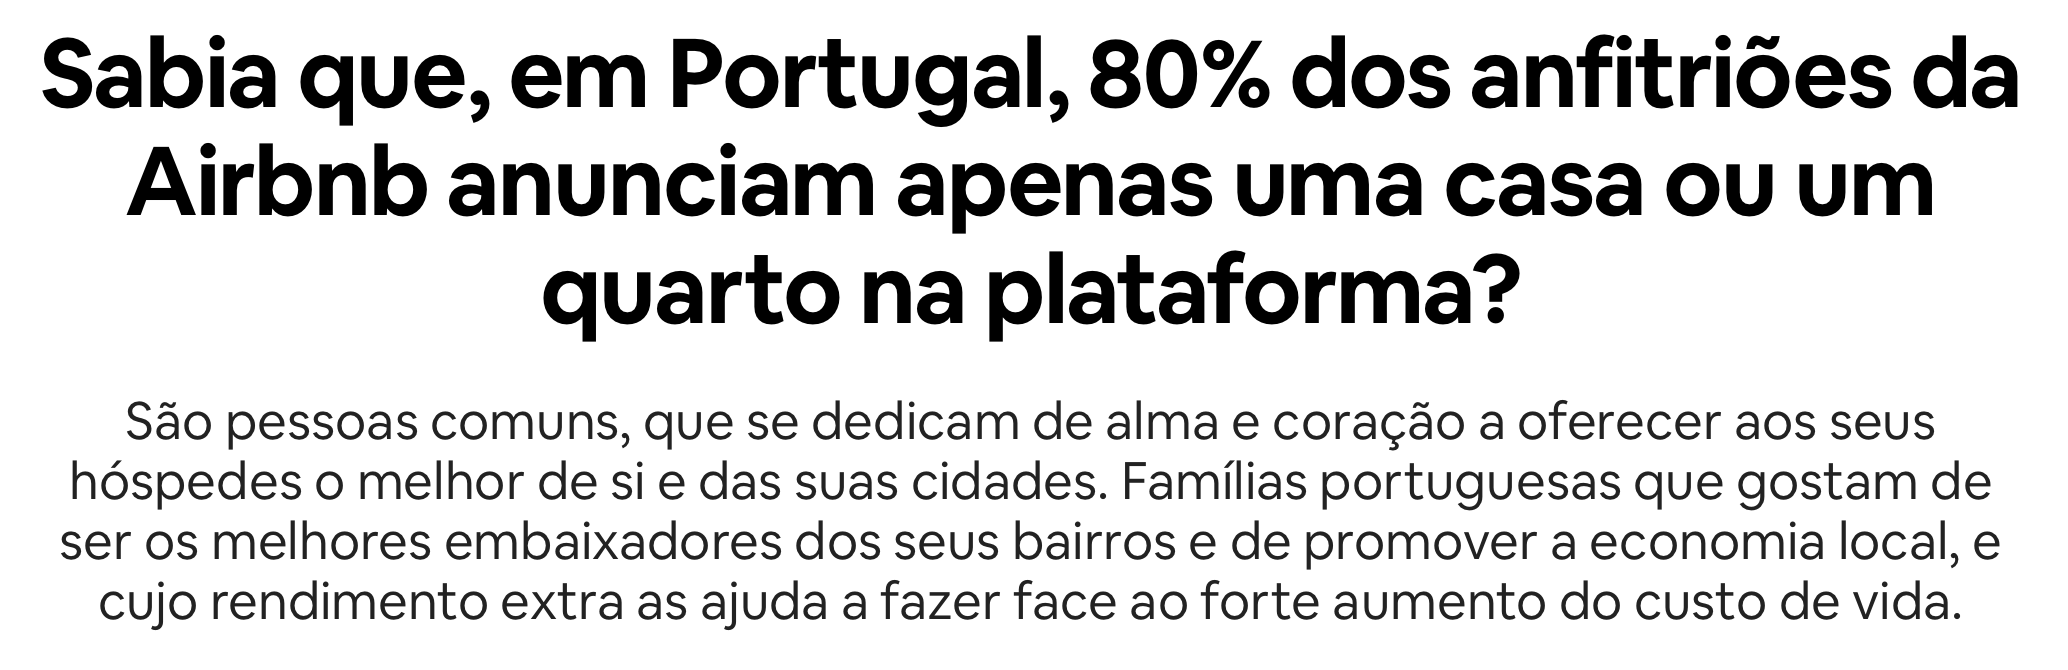 Sabia que, em Portugal, 80% dos anfitriões da
Airbnb anunciam apenas uma casa ou um
quarto na plataforma?
São pessoas comuns, que se dedicam de alma e coração a oferecer aos seus
hóspedes o melhor de si e das suas cidades. Famílias portuguesas que gostam de
ser os melhores embaixadores dos seus bairros e de promover a economia local, e
cujo rendimento extra as ajuda a fazer face ao forte aumento do custo de vida.